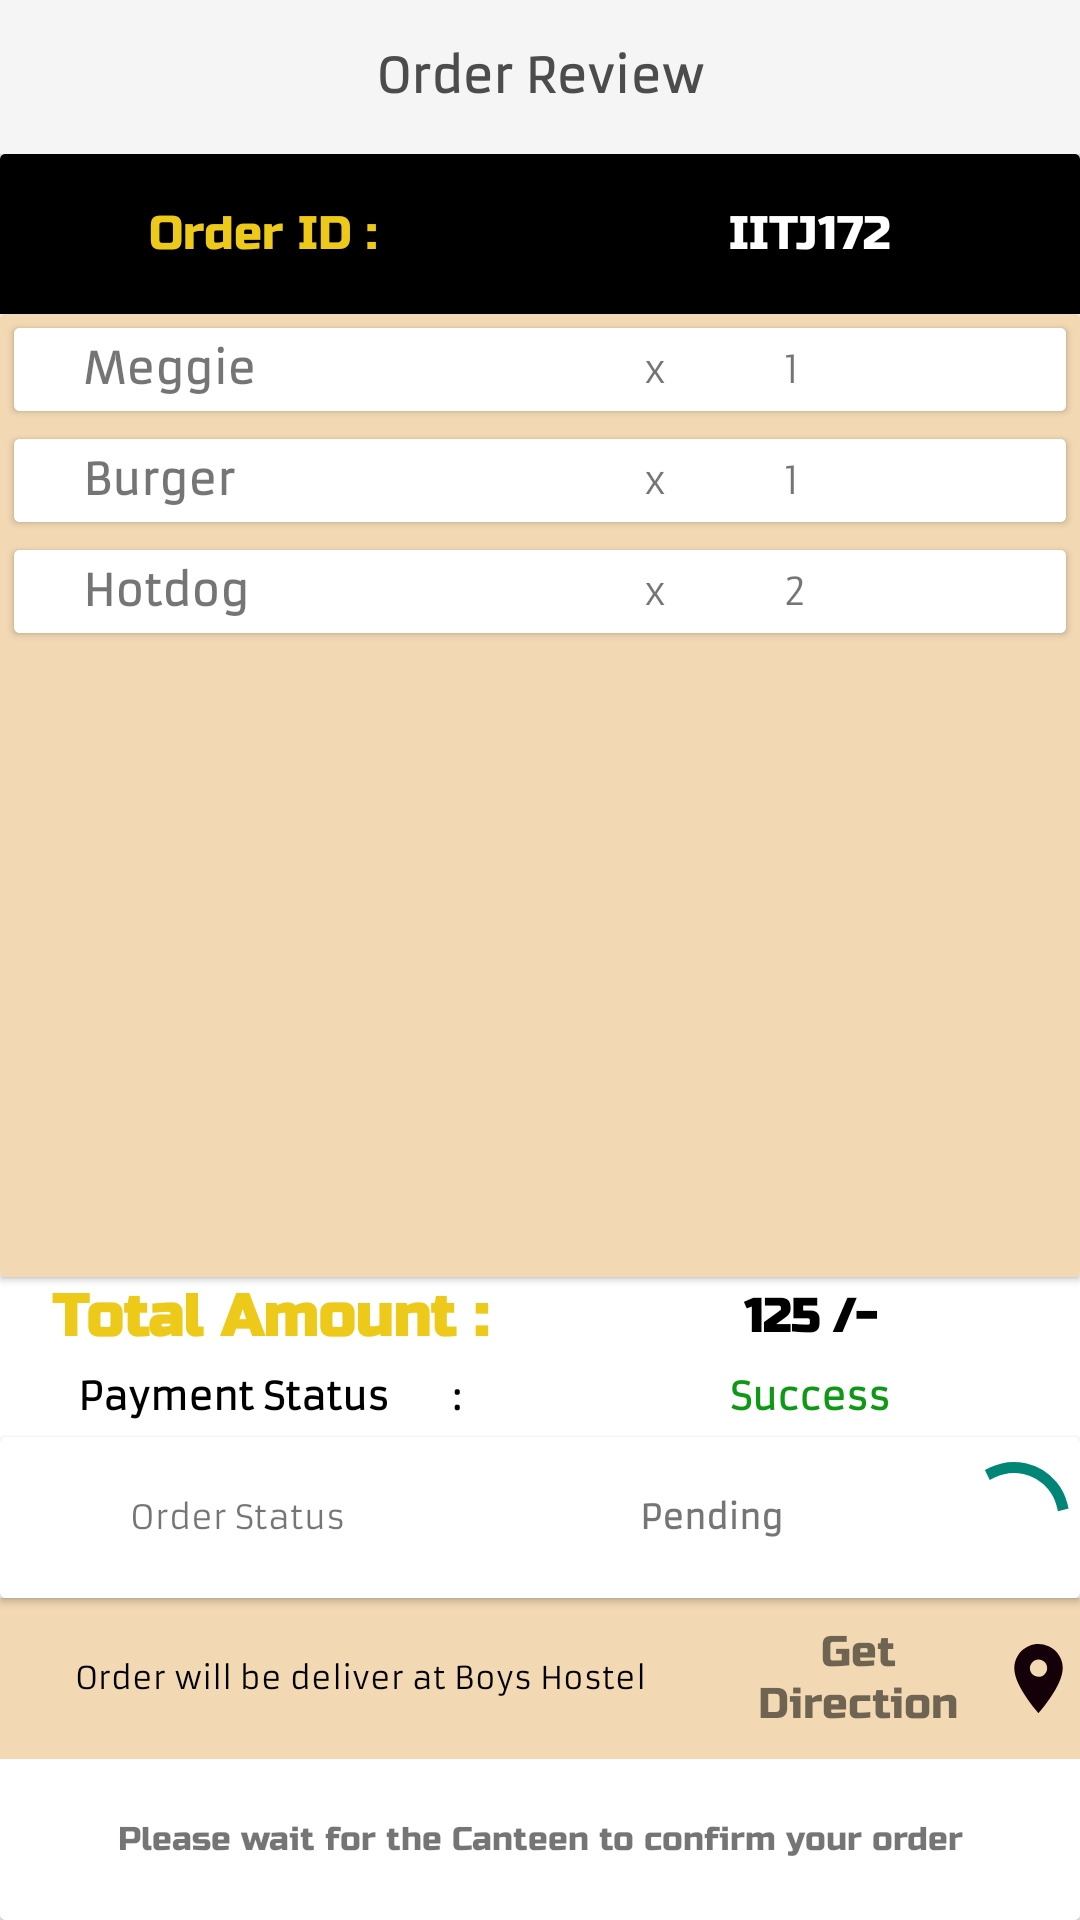 Order Review
Order ID : IITJ172
Meggie x 1
Burger x 1
Hotdog x 2
Total Amount : 125 /-
Payment Status : Success
Order Status Pending
Order will be deliver at Boys Hostel
Get
Direction
Please wait for the Canteen to confirm your order